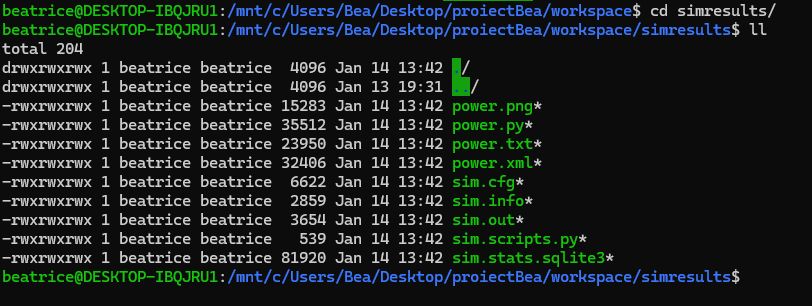 beatrice@DESKTOP-IBQJRU1:/mnt/c/Users/Bea/Desktop/proiectBea/workspace$ cd simresults/
beatrice@DESKTOP-IBQJRU1:/mnt/c/Users/Bea/Desktop/proiectBea/workspace/simresults$ ll
total 204
drwxrwxrwx 1 beatrice beatrice  4096 Jan 14 13:42 ./
drwxrwxrwx 1 beatrice beatrice  4096 Jan 13 19:31 ../
-rwxrwxrwx 1 beatrice beatrice 15283 Jan 14 13:42 power.png*
-rwxrwxrwx 1 beatrice beatrice 35512 Jan 14 13:42 power.py*
-rwxrwxrwx 1 beatrice beatrice 23950 Jan 14 13:42 power.txt*
-rwxrwxrwx 1 beatrice beatrice 32406 Jan 14 13:42 power.xml*
-rwxrwxrwx 1 beatrice beatrice  6622 Jan 14 13:42 sim.cfg*
-rwxrwxrwx 1 beatrice beatrice  2859 Jan 14 13:42 sim.info*
-rwxrwxrwx 1 beatrice beatrice  3654 Jan 14 13:42 sim.out*
-rwxrwxrwx 1 beatrice beatrice   539 Jan 14 13:42 sim.scripts.py*
-rwxrwxrwx 1 beatrice beatrice 81920 Jan 14 13:42 sim.stats.sqlite3*
beatrice@DESKTOP-IBQJRU1:/mnt/c/Users/Bea/Desktop/proiectBea/workspace/simresults$